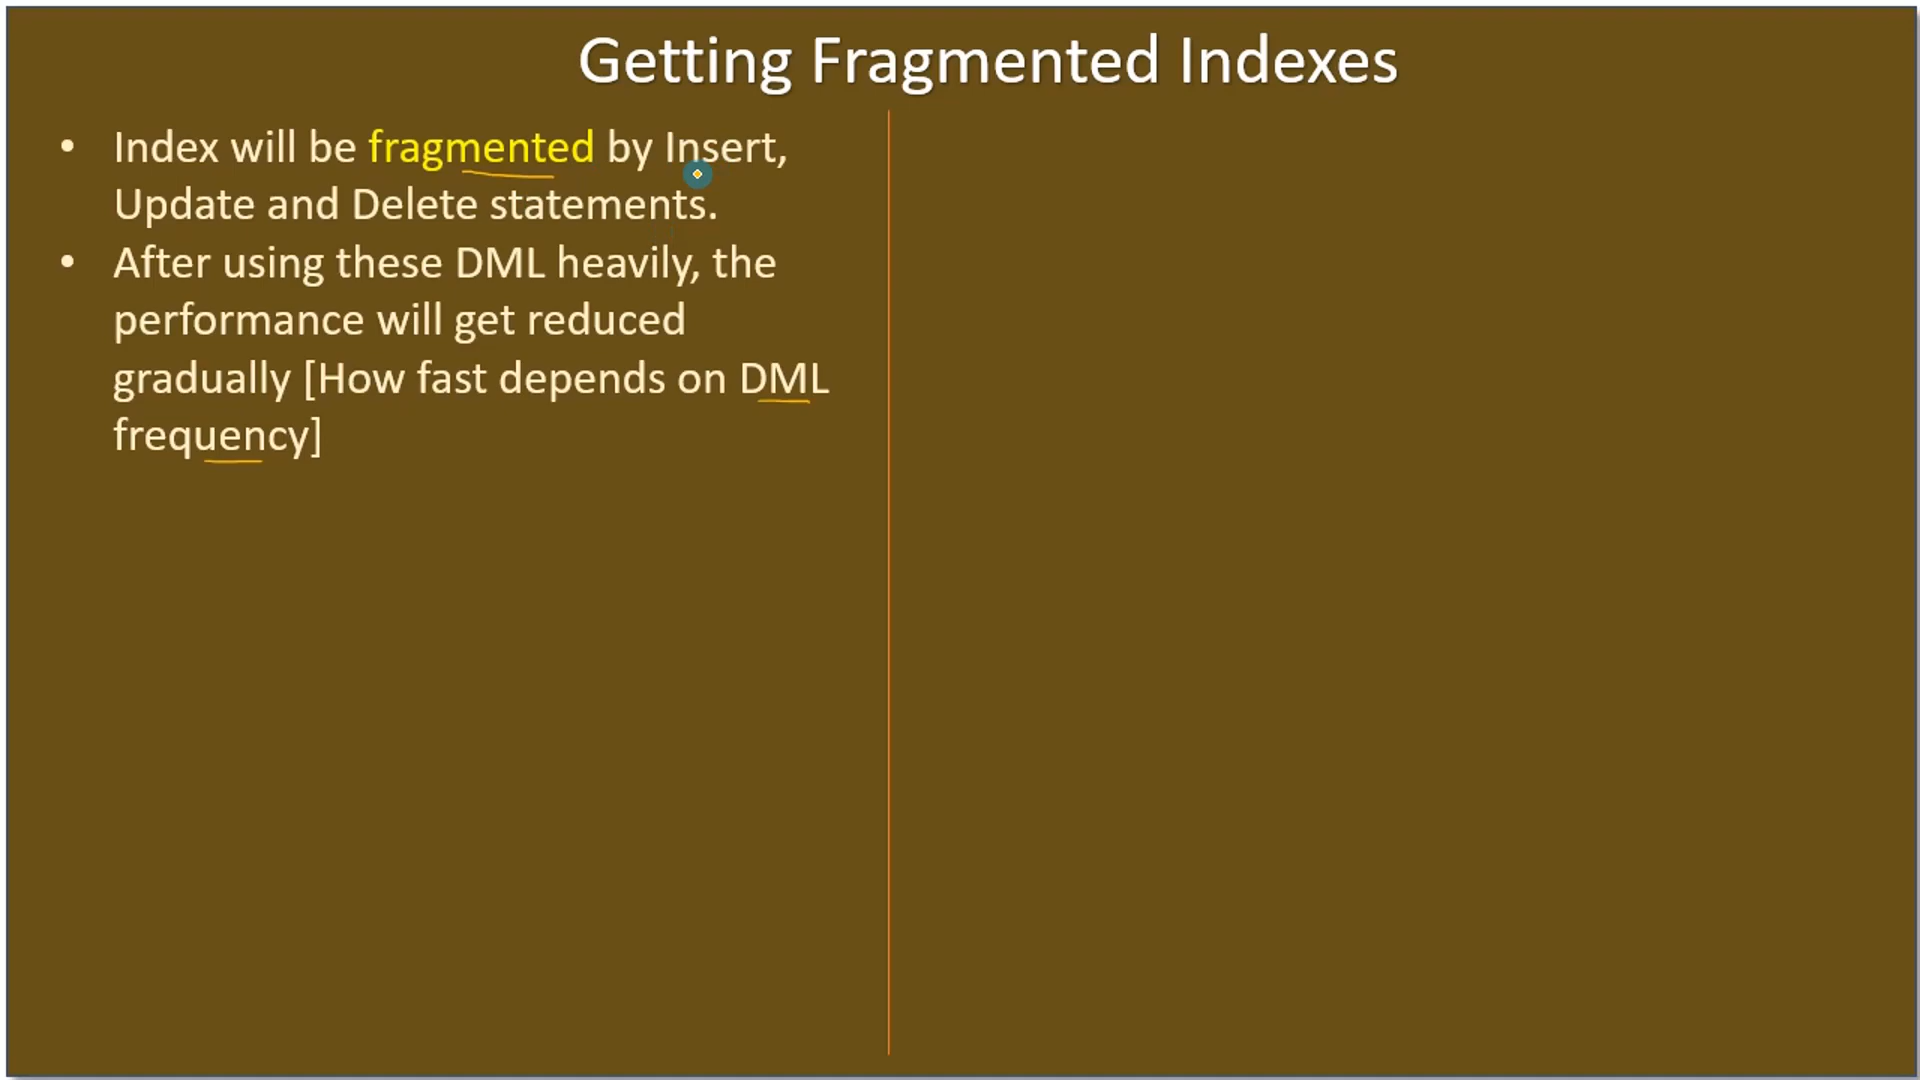 Getting Fragmented Indexes
• Index will be fragmented by Insert,
Update and Delete statements.
• After using these DML heavily, the
performance will get reduced
gradually [How fast depends on DML
frequency]